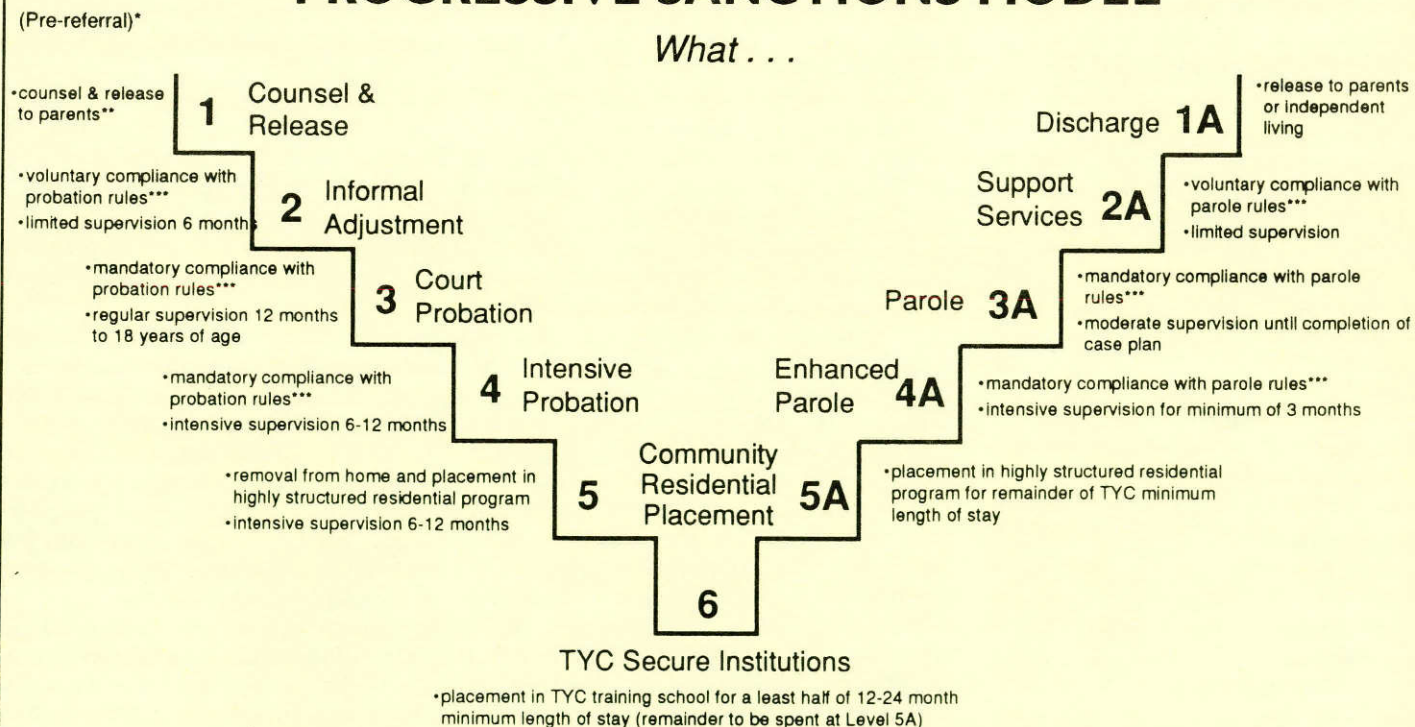 PROGRESSIVE SANCTIONS MODEL
(Pre-referral)*
What . . .
•counsel & release
to parents**
1
Counsel &
Release
•voluntary compliance with
probation rules***
•limited supervision 6 months
2
Informal
Adjustment
•mandatory compliance with
probation rules***
•regular supervision 12 months
to 18 years of age
3
Court
Probation
•mandatory compliance with
probation rules***
•intensive supervision 6-12 months
4
Intensive
Probation
•removal from home and placement in
highly structured residential program
•intensive supervision 6-12 months
5
Community
Residential
Placement
5A
•placement in highly structured residential
program for remainder of TYC minimum
length of stay
Enhanced
Parole
4A
•mandatory compliance with parole rules***
•intensive supervision for minimum of 3 months
Parole 3A
•mandatory compliance with parole
rules***
•moderate supervision until completion of
case plan
Support
Services
2A
•voluntary compliance with
parole rules***
•limited supervision
Discharge 1A
•release to parents
or independent
living
6
TYC Secure Institutions
•placement in TYC training school for a least half of 12-24 month
minimum length of stay (remainder to be spent at Level 5A)